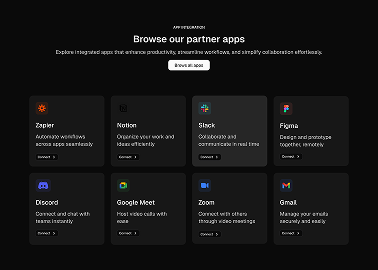 APP INTEGRATION
Browse our partner apps
Explore integrated apps that enhance productivity, streamline workflows, and simplify collaboration effortlessly.
Brows all apps
Zapier
Automate workflows
across apps seamlessly
Connect >
Notion
Organize your work and
ideas efficiently
Connect >
Slack
Collaborate and
communicate in real time
Connect >
Figma
Design and prototype
together, remotely
Connect >
Discord
Connect and chat with
teams instantly
Connect >
Google Meet
Host video calls with
ease
Connect >
Zoom
Connect with others
through video meetings
Connect >
Gmail
Manage your emails
securely and easily
Connect >